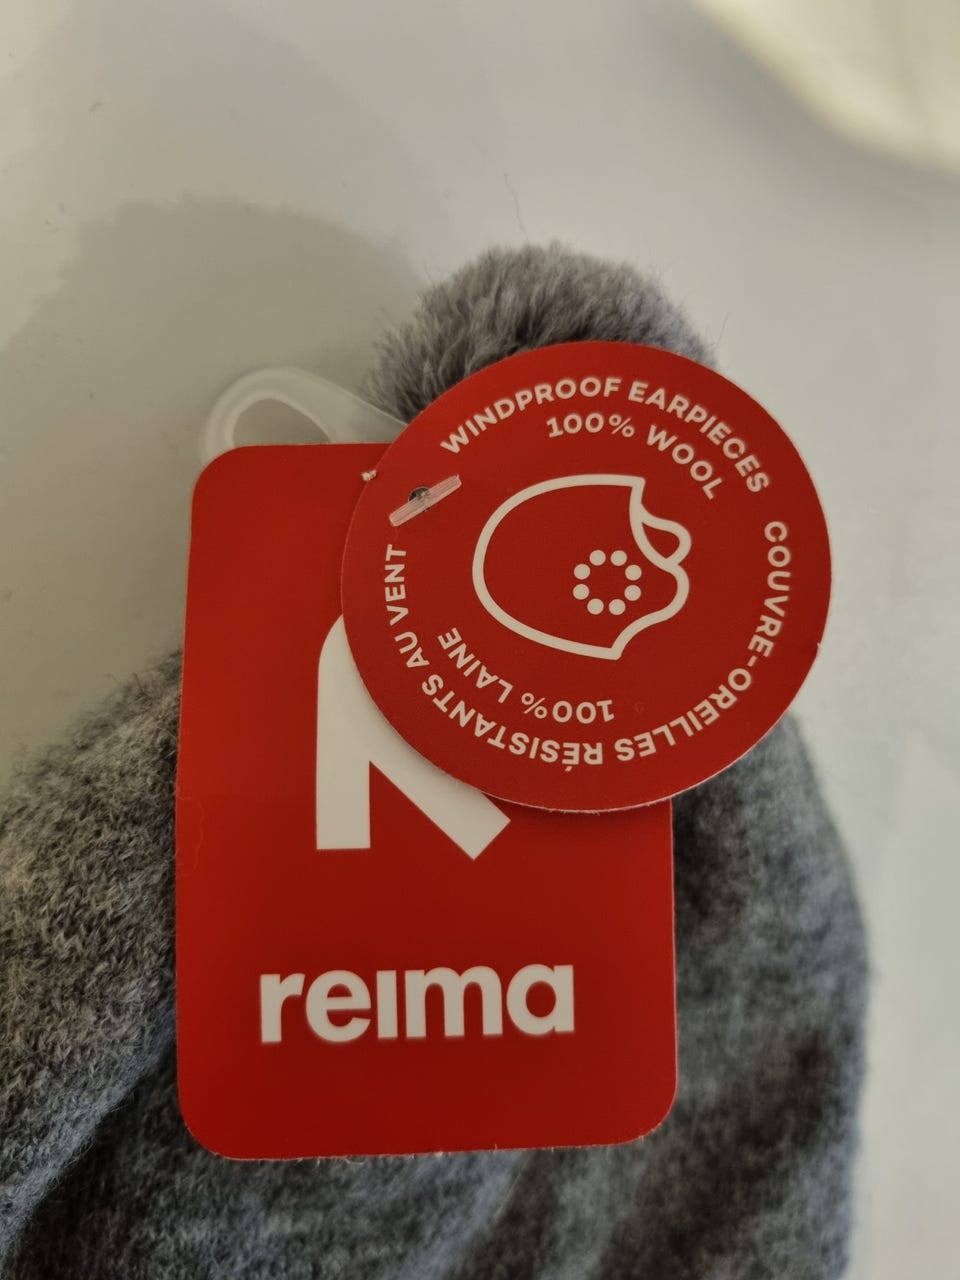 WINDPROOF EARPIECES
100% WOOL
COUVRE-OREILLES RÉSISTANTS AU VENT
100% LAINE
reima